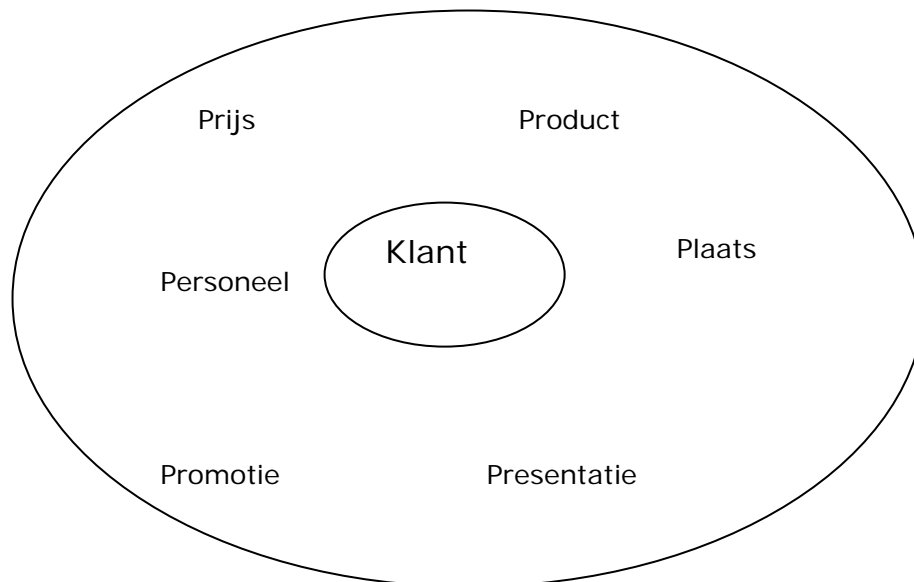 Prijs
Product
Klant
Plaats
Personeel
Promotie
Presentatie